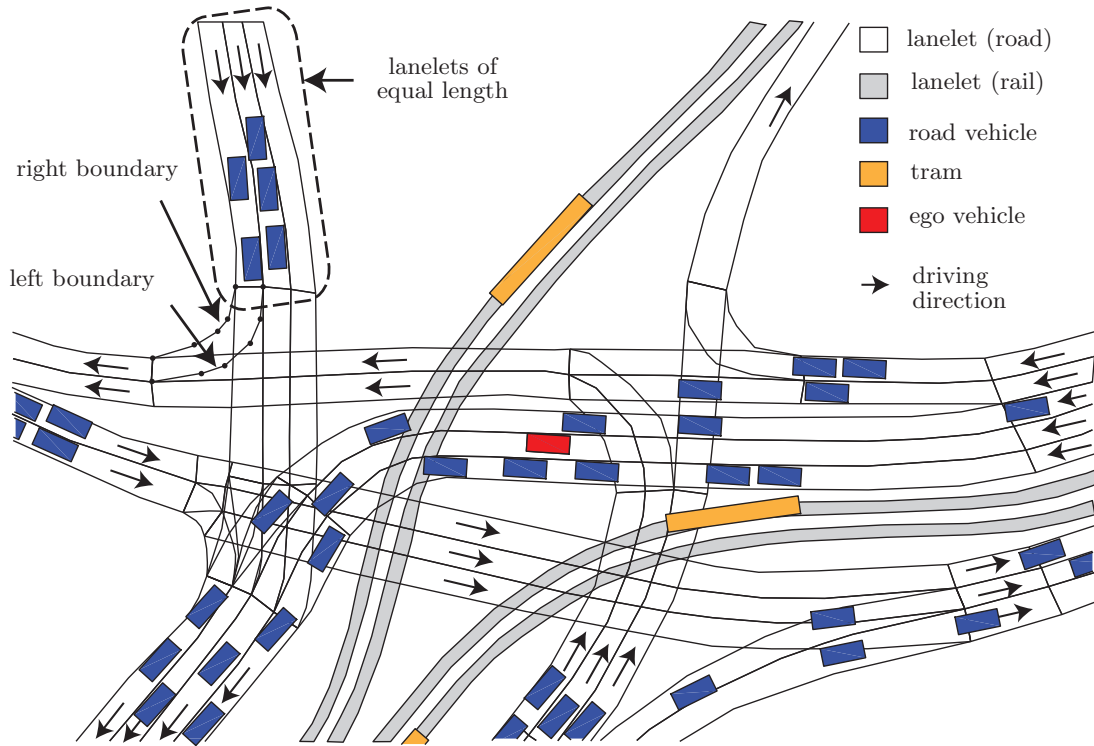 lanelets of
equal length
right boundary
left boundary
lanelet (road)
lanelet (rail)
road vehicle
tram
ego vehicle
driving
direction